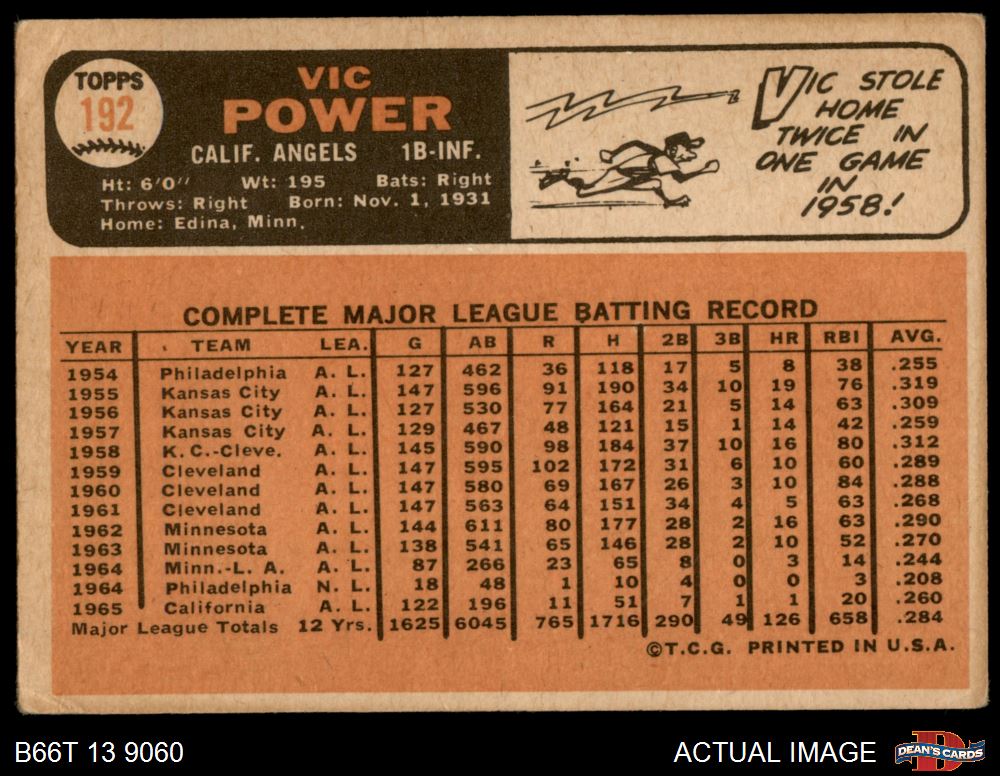 TOPPS
192
VIC
POWER
CALIF. ANGELS 1B-INF.
Ht: 6'0" Wt: 195 Bats: Right
Throws: Right Born: Nov. 1, 1931
Home: Edina, Minn.
VIC STOLE
HOME
TWICE IN
ONE GAME
IN
1958!
COMPLETE MAJOR LEAGUE BATTING RECORD
YEAR TEAM LEA. G AB R H 2B 3B HR RBI AVG.
1954 Philadelphia A. L. 127 462 36 118 17 5 8 38 .255
1955 Kansas City A. L. 147 596 91 190 34 10 19 76 .319
1956 Kansas City A. L. 127 530 77 164 21 5 14 63 .309
1957 Kansas City A. L. 129 467 48 121 15 1 14 42 .259
1958 K. C.-Cleve. A. L. 145 590 98 184 37 10 16 80 .312
1959 Cleveland A. L. 147 595 102 172 31 6 10 60 .289
1960 Cleveland A. L. 147 580 69 167 26 3 10 84 .288
1961 Cleveland A. L. 147 563 64 151 34 4 5 63 .268
1962 Minnesota A. L. 144 611 80 177 28 2 16 63 .290
1963 Minnesota A. L. 138 541 65 146 28 2 10 52 .270
1964 Minn.-L. A. A. L. 87 266 23 65 8 0 3 14 .244
1964 Philadelphia N. L. 18 48 1 10 4 0 0 3 .208
1965 California A. L. 122 196 11 51 7 1 1 20 .260
Major League Totals 12 Yrs. 1625 6045 765 1716 290 49 126 658 .284
©T.C.G. PRINTED IN U.S.A.
B66T 13 9060
ACTUAL IMAGE
DEAN'S CARDS